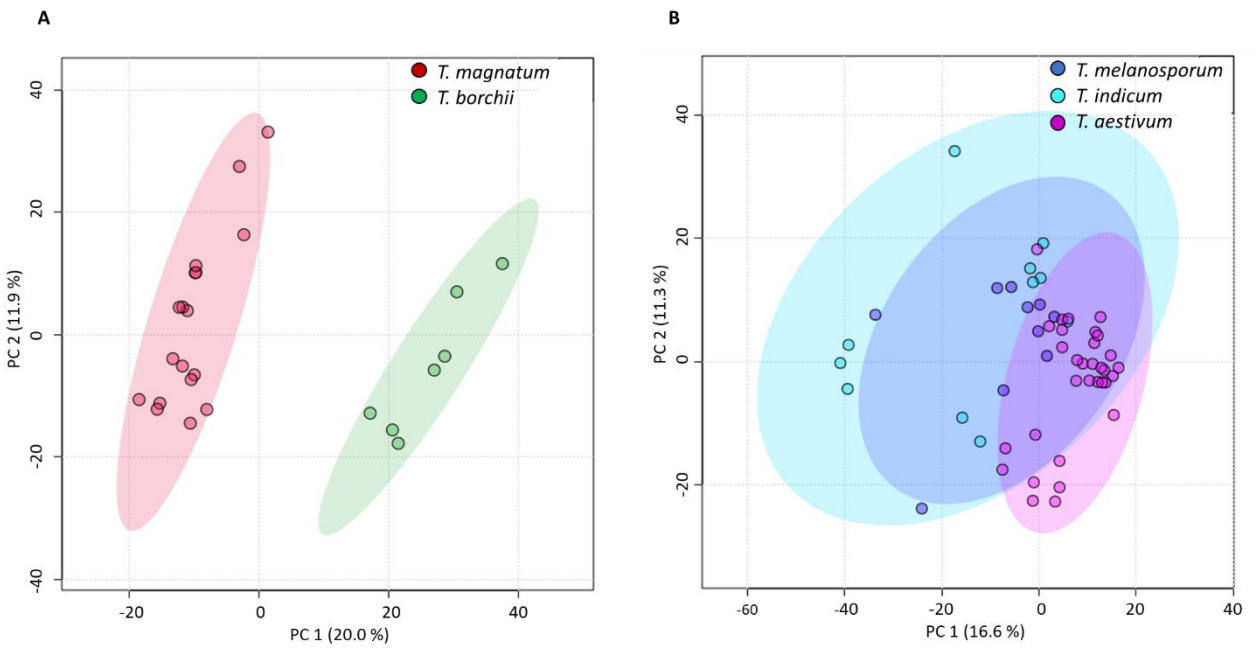 A
T. magnatum
T. borchii
40
20
0
-20
-40
PC 2 (11.9 %)
-20
0
20
40
PC 1 (20.0 %)
B
T. melanosporum
T. indicum
T. aestivum
40
20
0
-20
PC 2 (11.3 %)
-60
-40
-20
0
20
40
PC 1 (16.6 %)